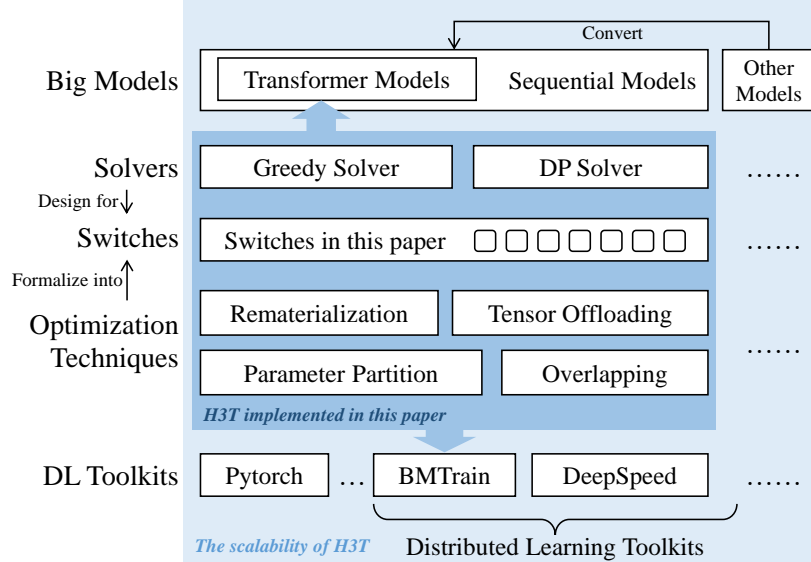 Convert
Big Models
Transformer Models
Sequential Models
Other
Models
Solvers
Greedy Solver
DP Solver
……
Design for
Switches
Switches in this paper
……
Formalize into
Optimization
Techniques
Rematerialization
Tensor Offloading
……
Parameter Partition
Overlapping
H3T implemented in this paper
DL Toolkits
Pytorch
…
BMTrain
DeepSpeed
……
The scalability of H3T
Distributed Learning Toolkits